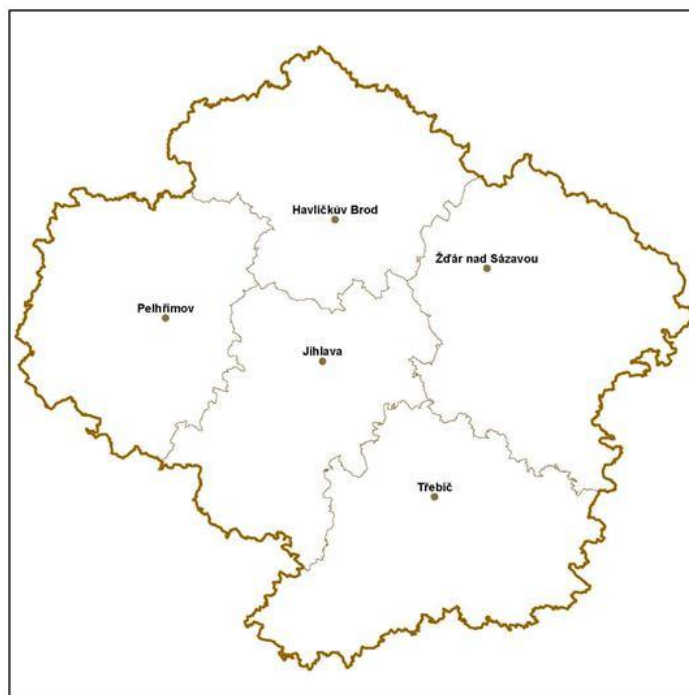 Havlíčkův Brod
Žďár nad Sázavou
Pelhřimov
Jihlava
Třebíč